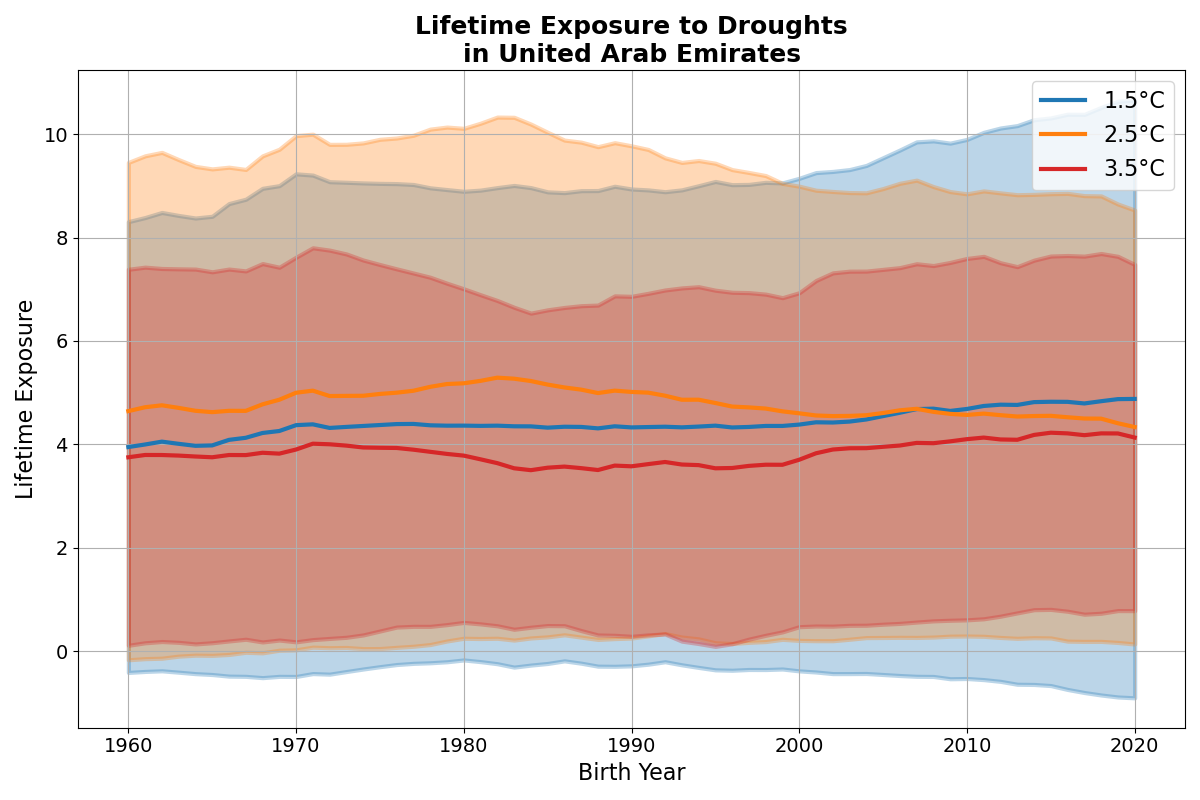 Lifetime Exposure to Droughts
in United Arab Emirates
1.5°C
2.5°C
3.5°C
Lifetime Exposure
10
8
6
4
2
0
1960 1970 1980 1990 2000 2010 2020
Birth Year